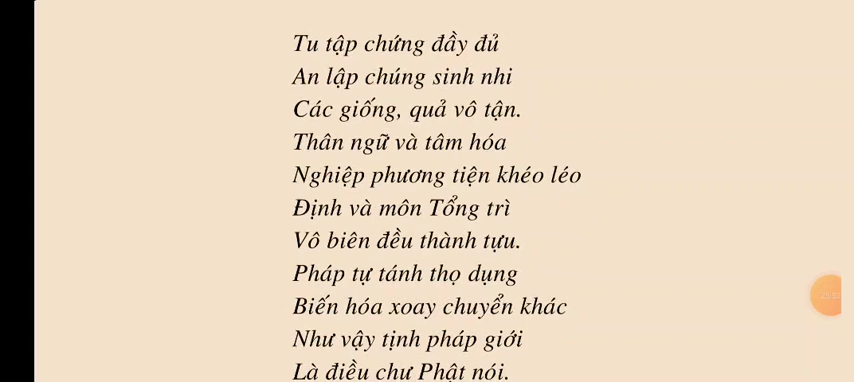 Tu tập chứng đầy đủ
An lập chúng sinh nhi
Các giống, quả vô tận.
Thân ngữ và tâm hóa
Nghiệp phương tiện khéo léo
Định và môn Tổng trì
Vô biên đều thành tựu.
Pháp tự tánh thọ dụng
Biến hóa xoay chuyển khác
Như vậy tịnh pháp giới
Là điều chư Phật nói.